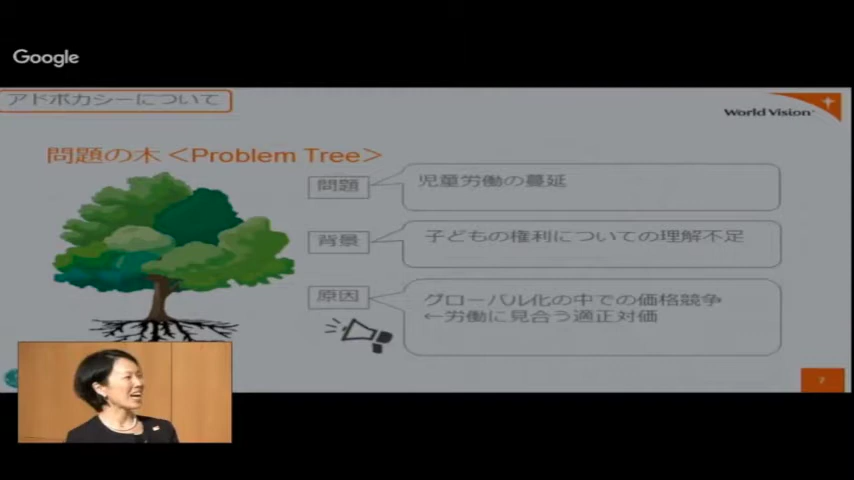 Google
アドボカシーについて
World Vision
問題の木＜Problem Tree＞
問題
児童労働の蔓延
背景
子どもの権利についての理解不足
原因
グローバル化の中での価格競争
←労働に見合う適正対価
7